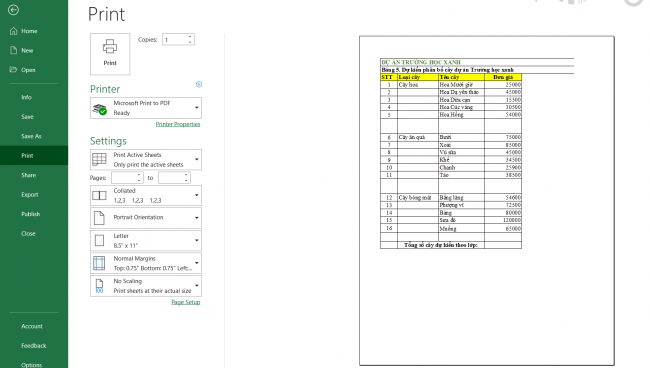 Print
Home
New
Open
Info
Save
Save As
Print
Share
Export
Publish
Close
Account
Feedback
Options
Print
Copies: 1
Printer
Microsoft Print to PDF
Ready
Printer Properties
Settings
Print Active Sheets
Only print the active sheets
Pages: to
Collated
1,2,3 1,2,3 1,2,3
Portrait Orientation
Letter
8.5" x 11"
Normal Margins
Top: 0.75" Bottom: 0.75" Left:...
No Scaling
Print sheets at their actual size
100
Page Setup
DỰ ÁN TRƯỜNG HỌC XANH
Bảng 5. Dự kiến phân bổ cây dự án Trường học xanh
STT Loại cây Tên cây Đơn giá
1 Cây hoa Hoa Mười giờ 25000
2 Hoa Dạ yến thảo 45000
3 Hoa Dừa cạn 15500
4 Hoa Cúc vàng 30500
5 Hoa Hồng 54000
6 Cây ăn quả Bưởi 75000
7 Xoài 85000
8 Vú sữa 45000
9 Khế 34500
10 Chanh 25900
11 Táo 38500
12 Cây bóng mát Bằng lăng 54600
13 Phượng vĩ 72500
14 Bàng 80000
15 Sưa đỏ 120000
16 Muồng 65000
Tổng số cây dự kiến theo lớp: